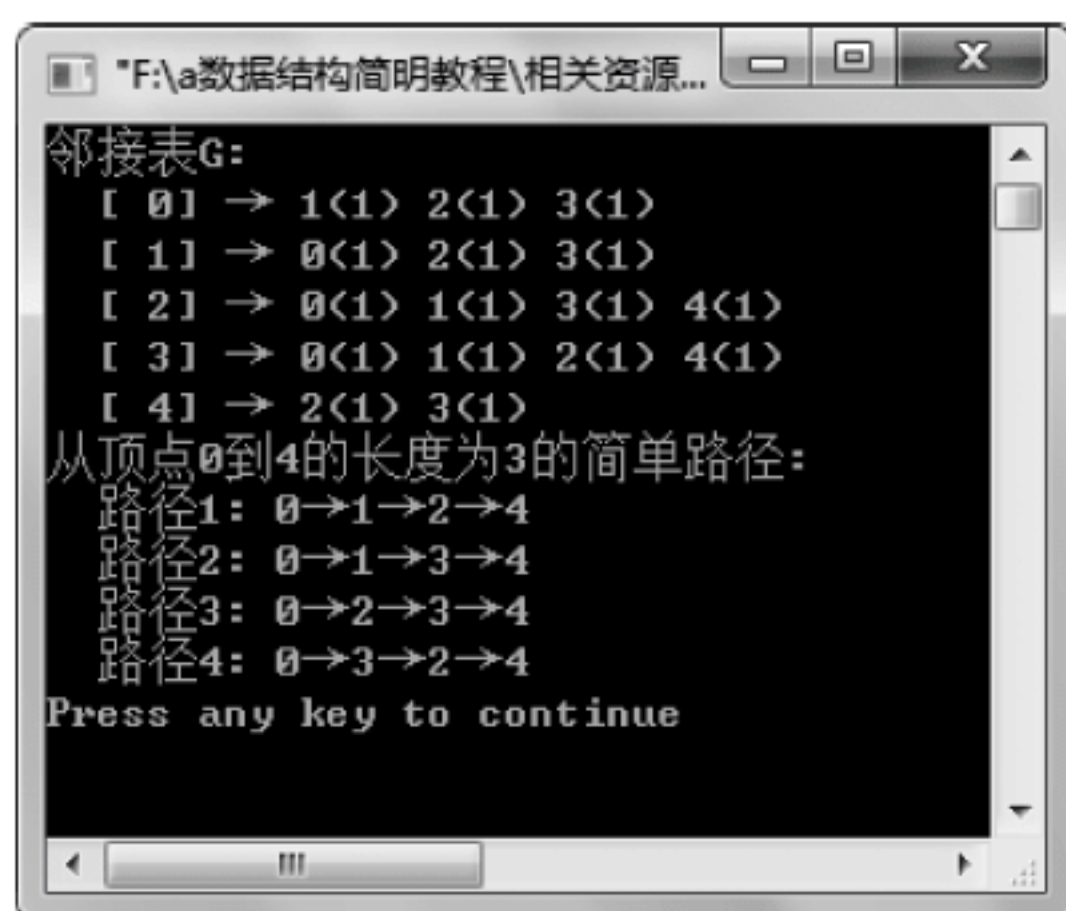 "F:\a数据结构简明教程\相关资源...
邻接表G:
[ 0] → 1(1) 2(1) 3(1)
[ 1] → 0(1) 2(1) 3(1)
[ 2] → 0(1) 1(1) 3(1) 4(1)
[ 3] → 0(1) 1(1) 2(1) 4(1)
[ 4] → 2(1) 3(1)
从顶点0到4的长度为3的简单路径:
路径1: 0→1→2→4
路径2: 0→1→3→4
路径3: 0→2→3→4
路径4: 0→3→2→4
Press any key to continue